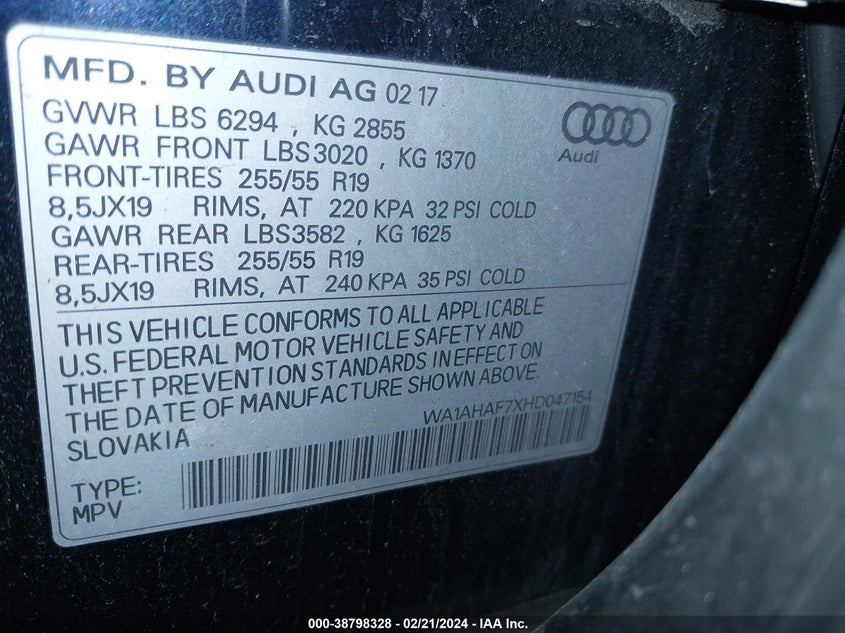 MFD. BY AUDI AG 02 17
GVWR LBS 6294 , KG 2855
GAWR FRONT LBS3020 , KG 1370
FRONT-TIRES 255/55 R19
8,5JX19 RIMS, AT 220 KPA 32 PSI COLD
GAWR REAR LBS3582 , KG 1625
REAR-TIRES 255/55 R19
8,5JX19 RIMS, AT 240 KPA 35 PSI COLD
Audi
THIS VEHICLE CONFORMS TO ALL APPLICABLE
U.S. FEDERAL MOTOR VEHICLE SAFETY AND
THEFT PREVENTION STANDARDS IN EFFECT ON
THE DATE OF MANUFACTURE SHOWN ABOVE.
SLOVAKIA
WA1AHAF7XHD047154
TYPE:
MPV
000-38798328 - 02/21/2024 - IAA Inc.